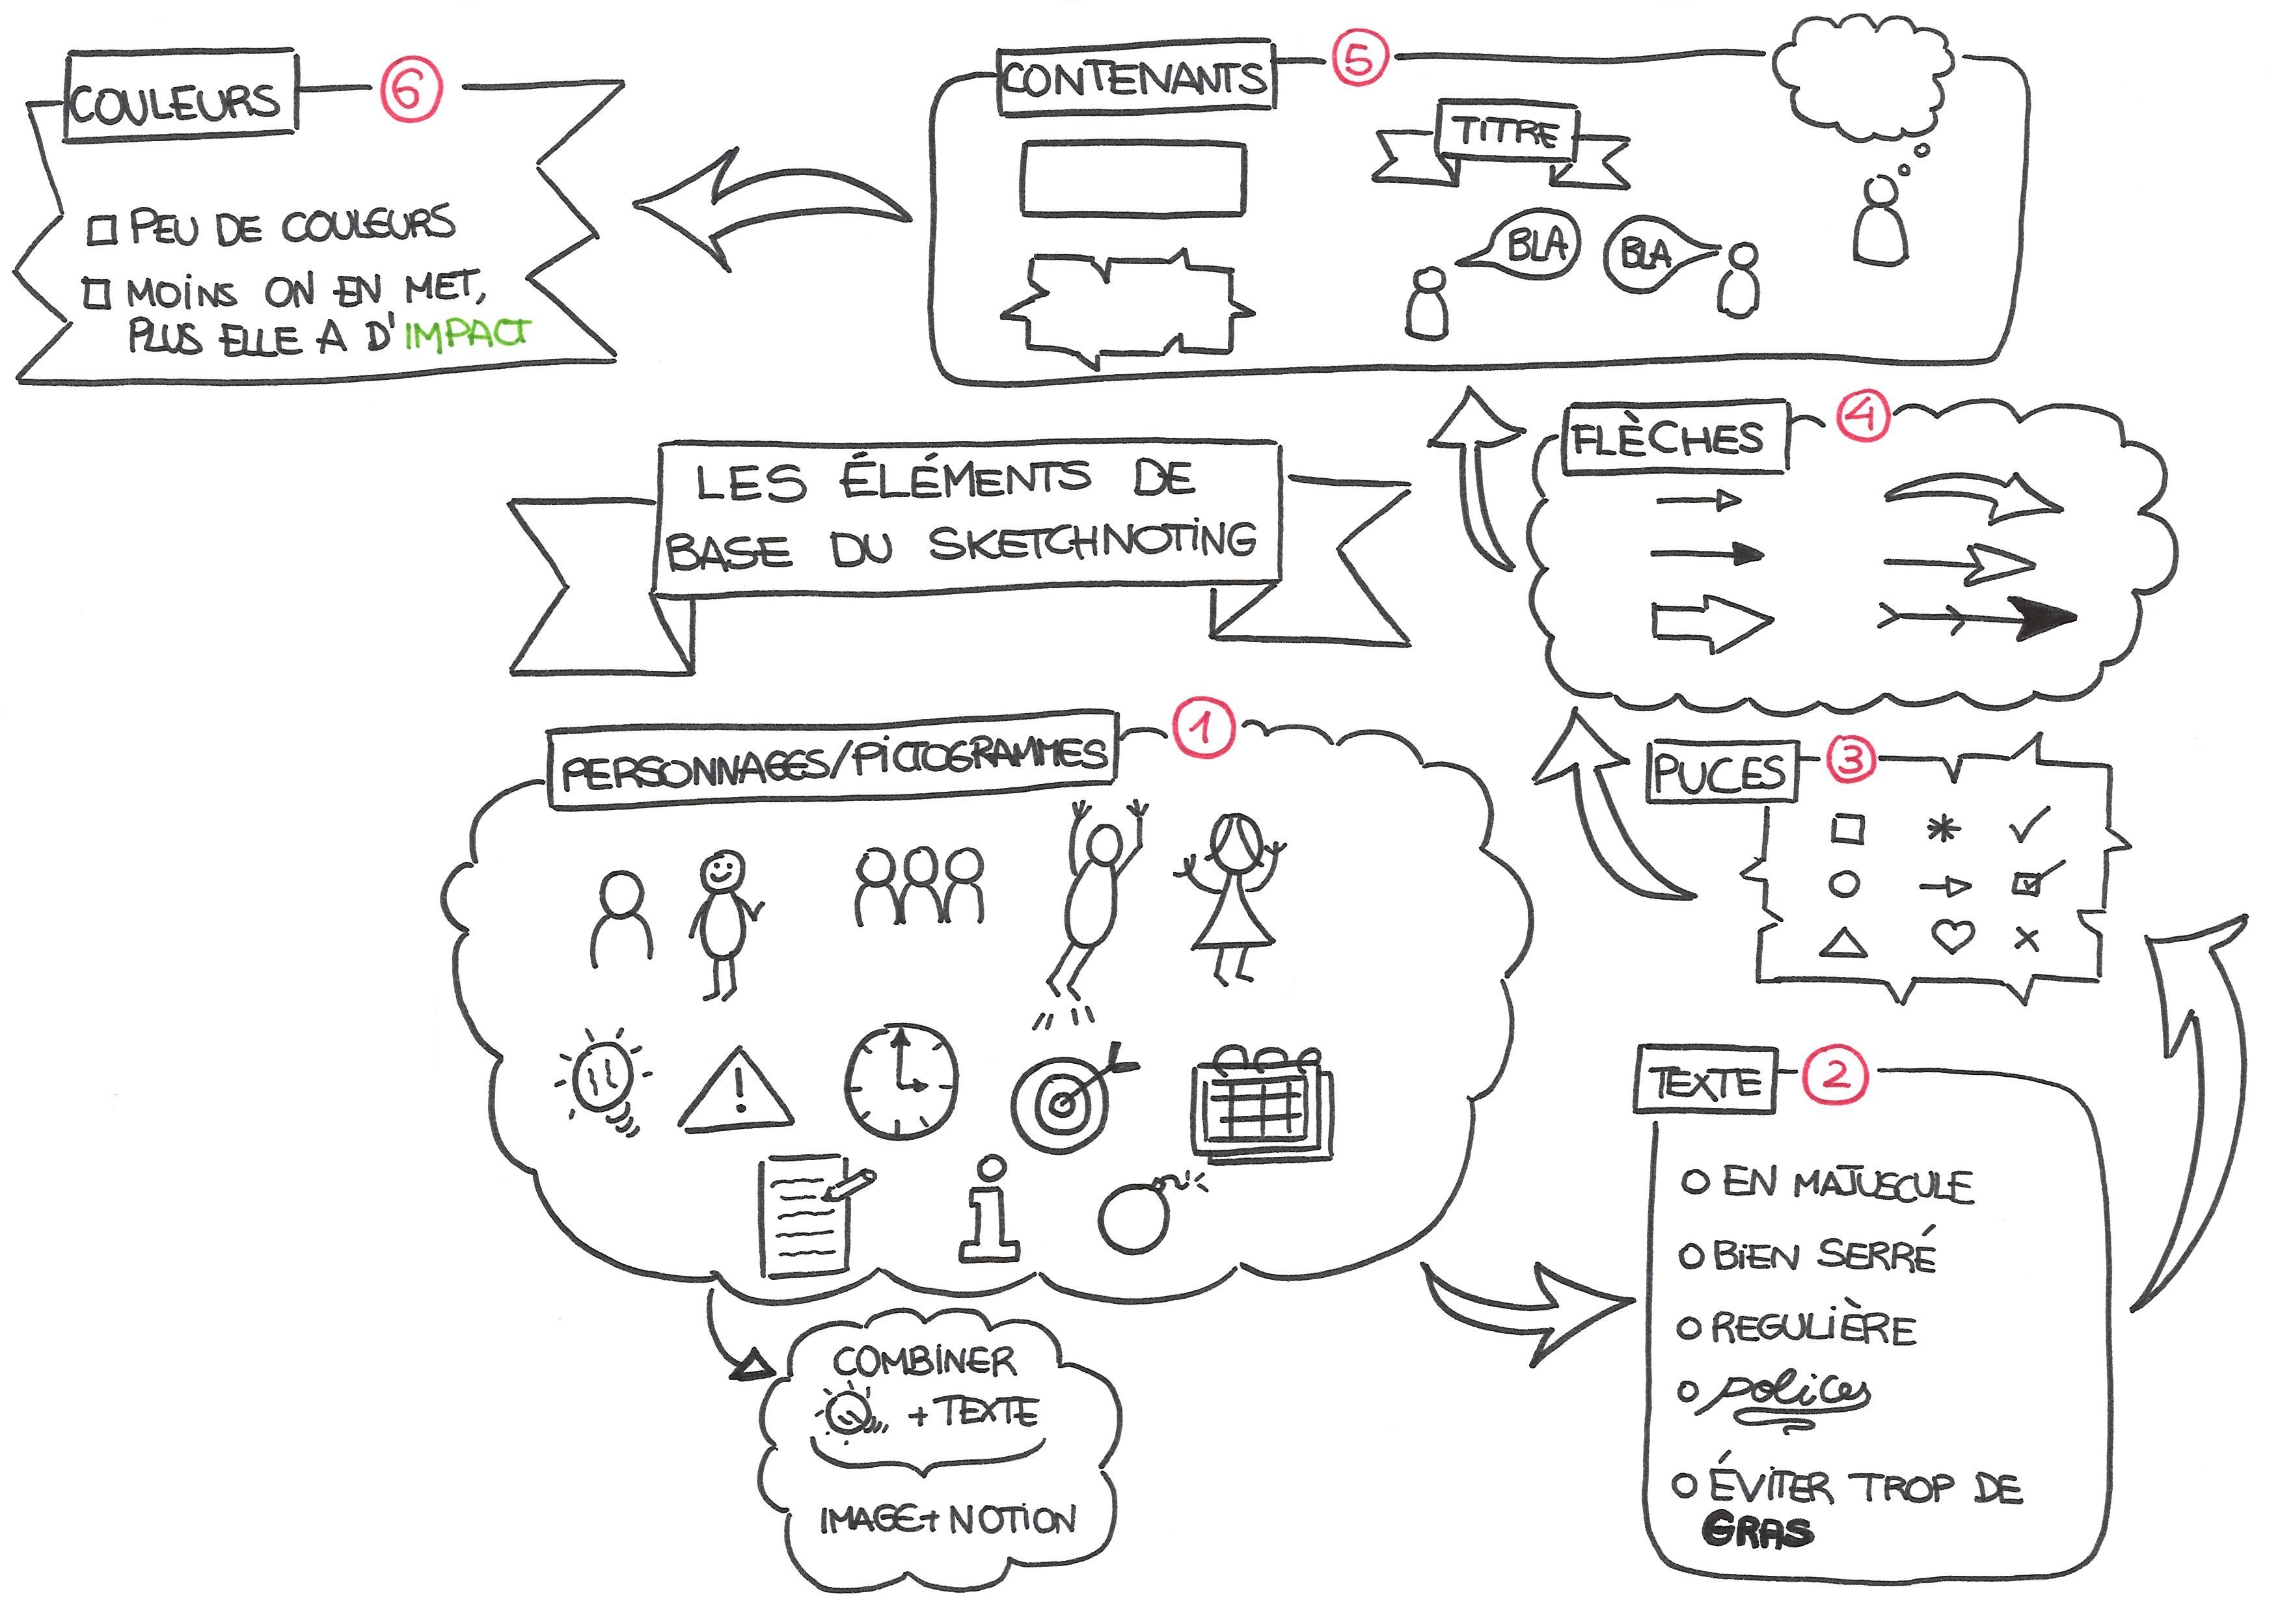 LES ÉLÉMENTS DE
BASE DU SKETCHNOTING
PERSONNAGES/PICTOGRAMMES
1
!
i
COMBINER
+ TEXTE
IMAGE + NOTION
TEXTE
2
EN MAJUSCULE
BIEN SERRÉ
REGULIÈRE
polices
ÉVITER TROP DE
GRAS
PUCES
3
FLÈCHES
4
CONTENANTS
5
TITRE
BLA
BLA
COULEURS
6
PEU DE COULEURS
MOINS ON EN MET,
PLUS ELLE A D'IMPACT